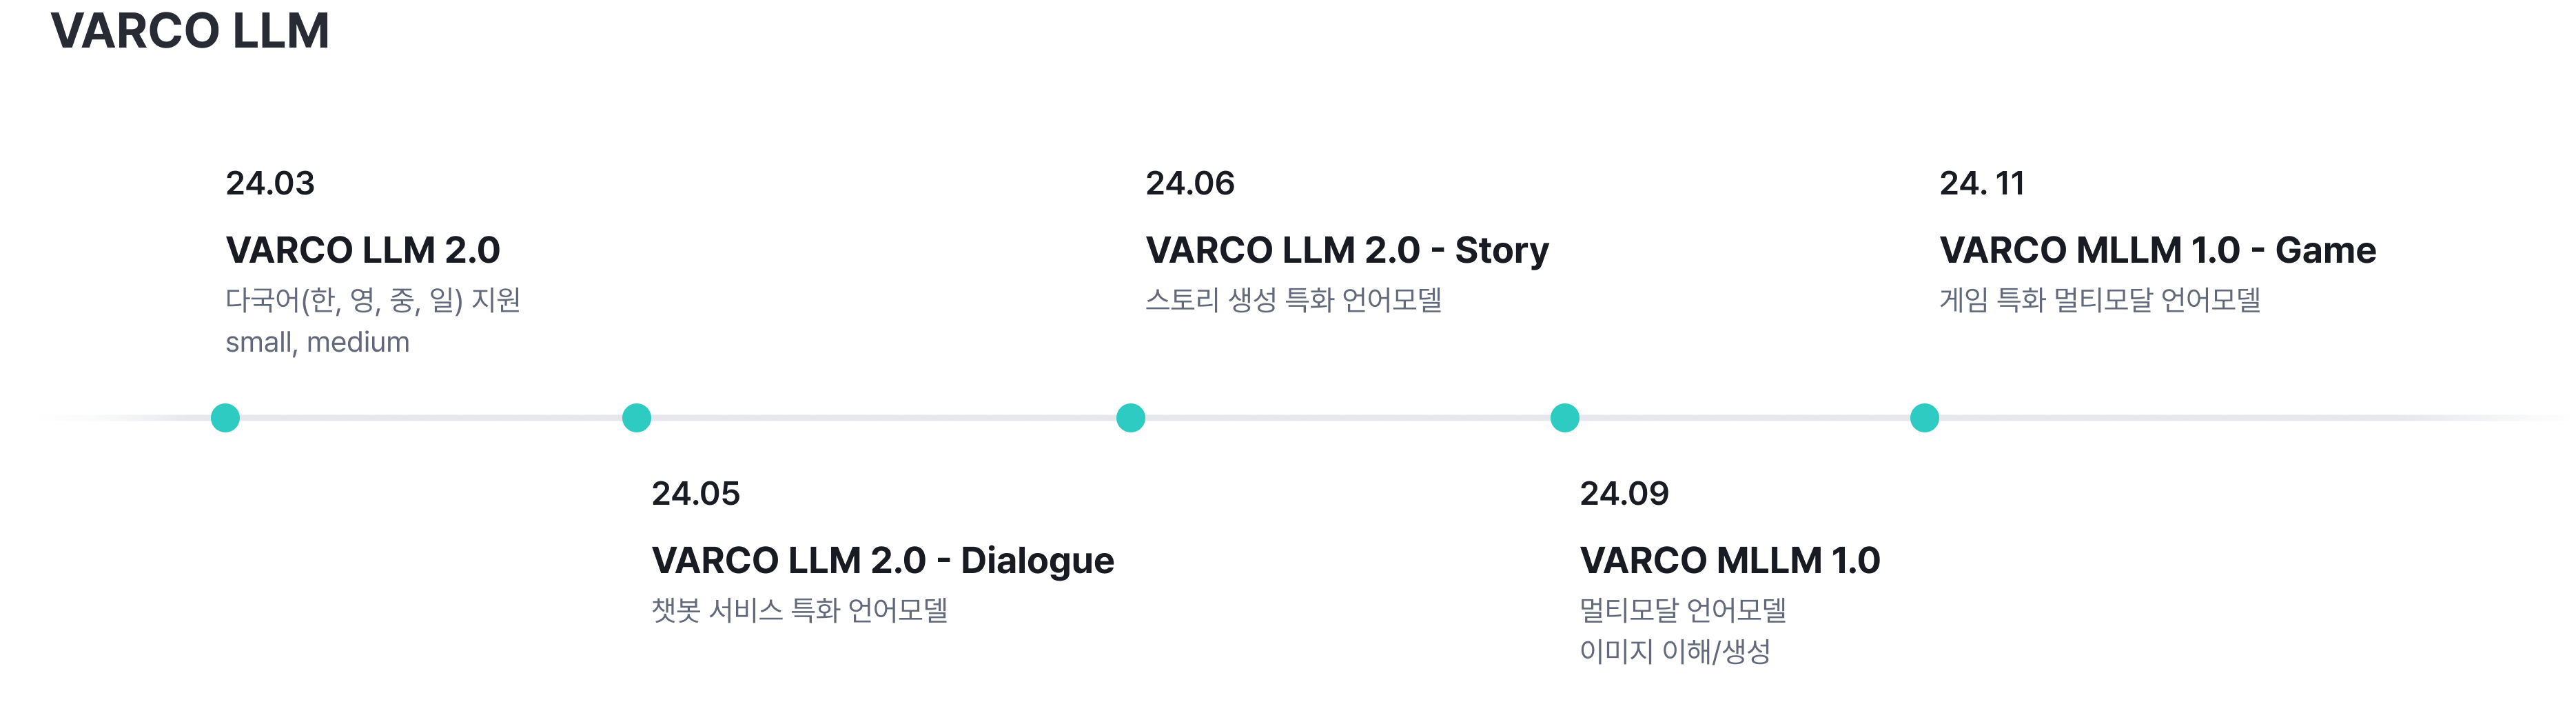 VARCO LLM
24.03
VARCO LLM 2.0
다국어(한, 영, 중, 일) 지원
small, medium
24.05
VARCO LLM 2.0 - Dialogue
챗봇 서비스 특화 언어모델
24.06
VARCO LLM 2.0 - Story
스토리 생성 특화 언어모델
24.09
VARCO MLLM 1.0
멀티모달 언어모델
이미지 이해/생성
24. 11
VARCO MLLM 1.0 - Game
게임 특화 멀티모달 언어모델